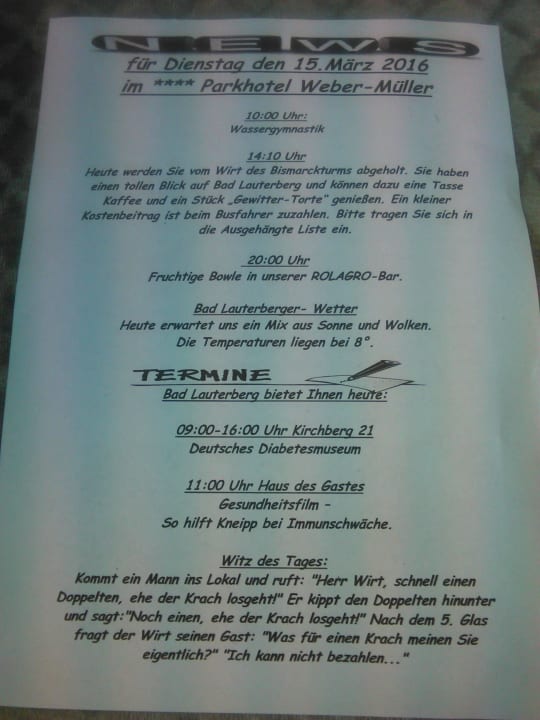 NEWS
für Dienstag den 15.März 2016
im **** Parkhotel Weber-Müller
10:00 Uhr:
Wassergymnastik
14:10 Uhr
Heute werden Sie vom Wirt des Bismarckturms abgeholt. Sie haben
einen tollen Blick auf Bad Lauterberg und können dazu eine Tasse
Kaffee und ein Stück „Gewitter-Torte" genießen. Ein kleiner
Kostenbeitrag ist beim Busfahrer zuzahlen. Bitte tragen Sie sich in
die Ausgehängte Liste ein.
20:00 Uhr
Fruchtige Bowle in unserer ROLAGRO-Bar.
Bad Lauterberger- Wetter
Heute erwartet uns ein Mix aus Sonne und Wolken.
Die Temperaturen liegen bei 8°.
TERMINE
Bad Lauterberg bietet Ihnen heute:
09:00-16:00 Uhr Kirchberg 21
Deutsches Diabetesmuseum
11:00 Uhr Haus des Gastes
Gesundheitsfilm –
So hilft Kneipp bei Immunschwäche.
Witz des Tages:
Kommt ein Mann ins Lokal und ruft: "Herr Wirt, schnell einen
Doppelten, ehe der Krach losgeht!" Er kippt den Doppelten hinunter
und sagt:"Noch einen, ehe der Krach losgeht!" Nach dem 5. Glas
fragt der Wirt seinen Gast: "Was für einen Krach meinen Sie
eigentlich?" "Ich kann nicht bezahlen..."